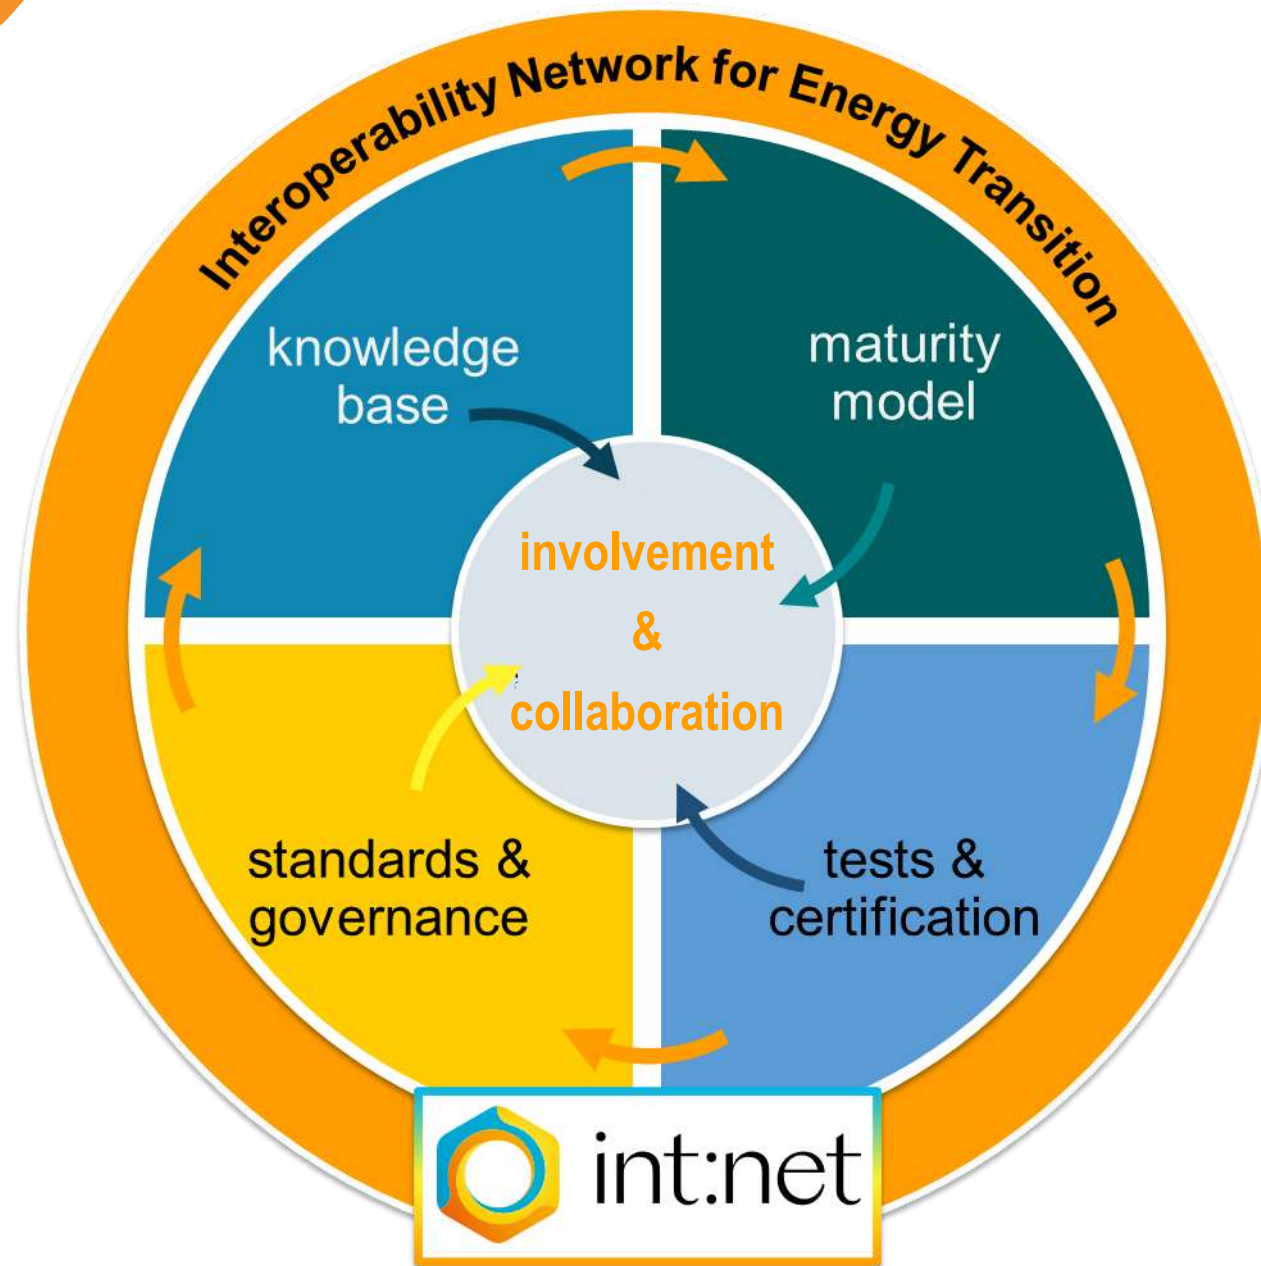 Interoperability Network for Energy Transition
knowledge
base
maturity
model
involvement
&
collaboration
standards &
governance
tests &
certification
int:net